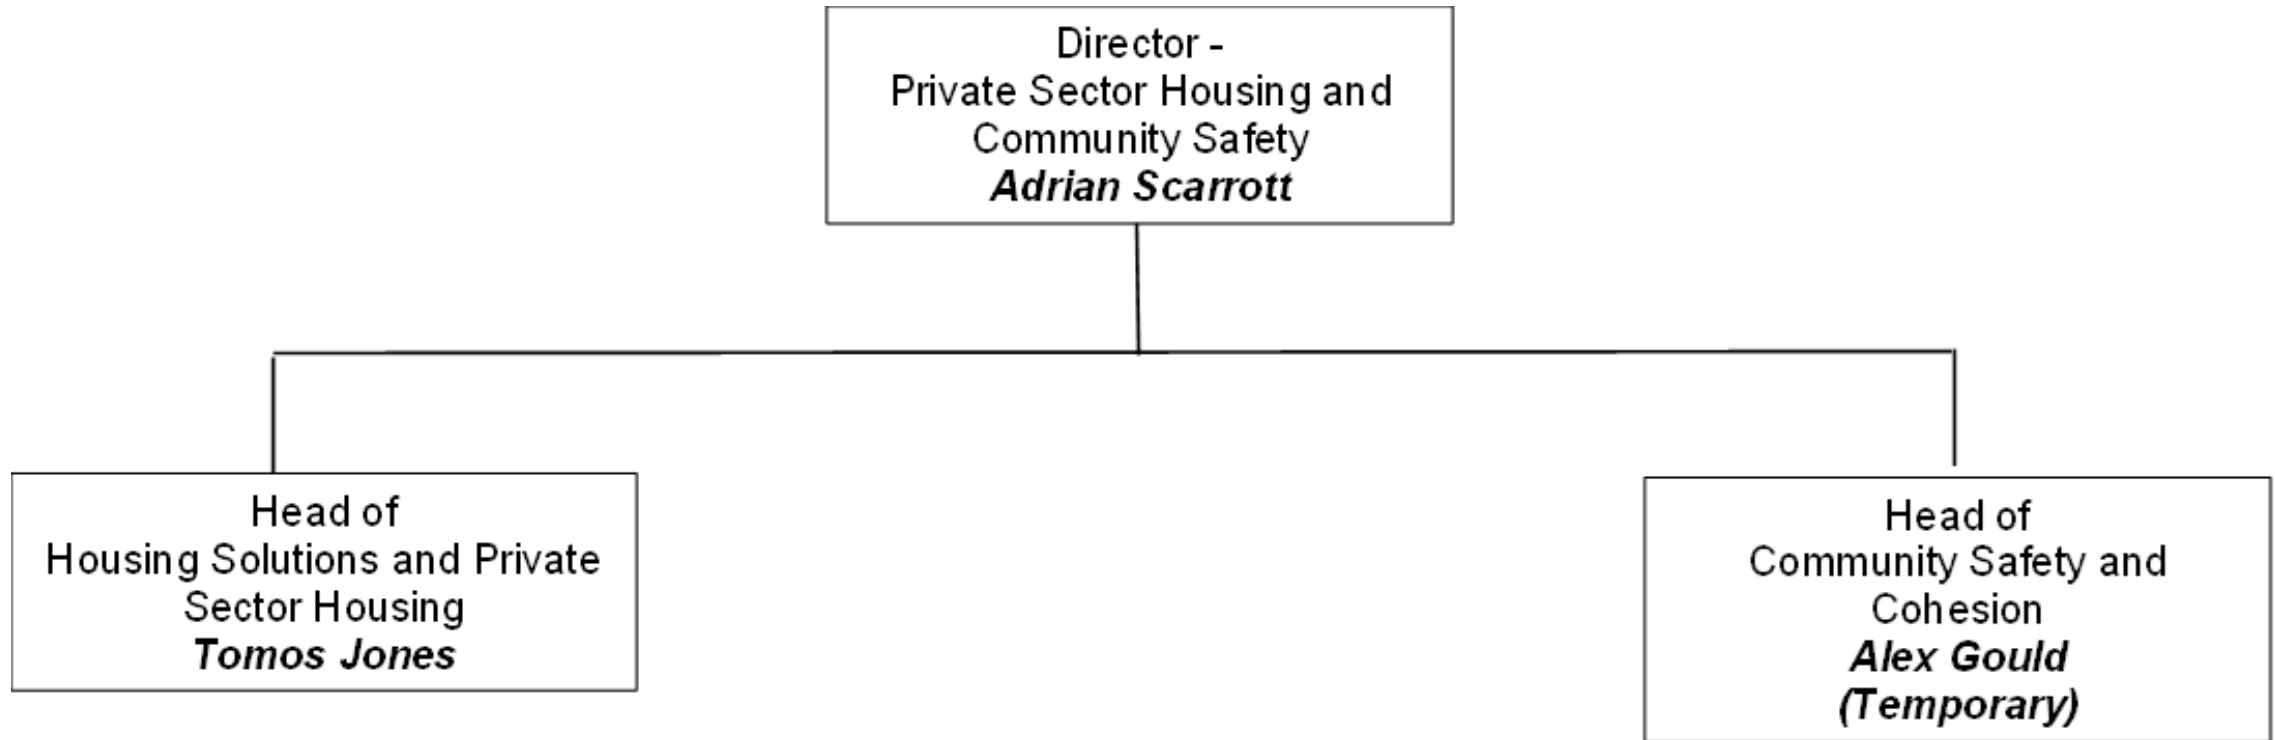 Director -
Private Sector Housing and
Community Safety
Adrian Scarrott
Head of
Housing Solutions and Private
Sector Housing
Tomos Jones
Head of
Community Safety and
Cohesion
Alex Gould
(Temporary)